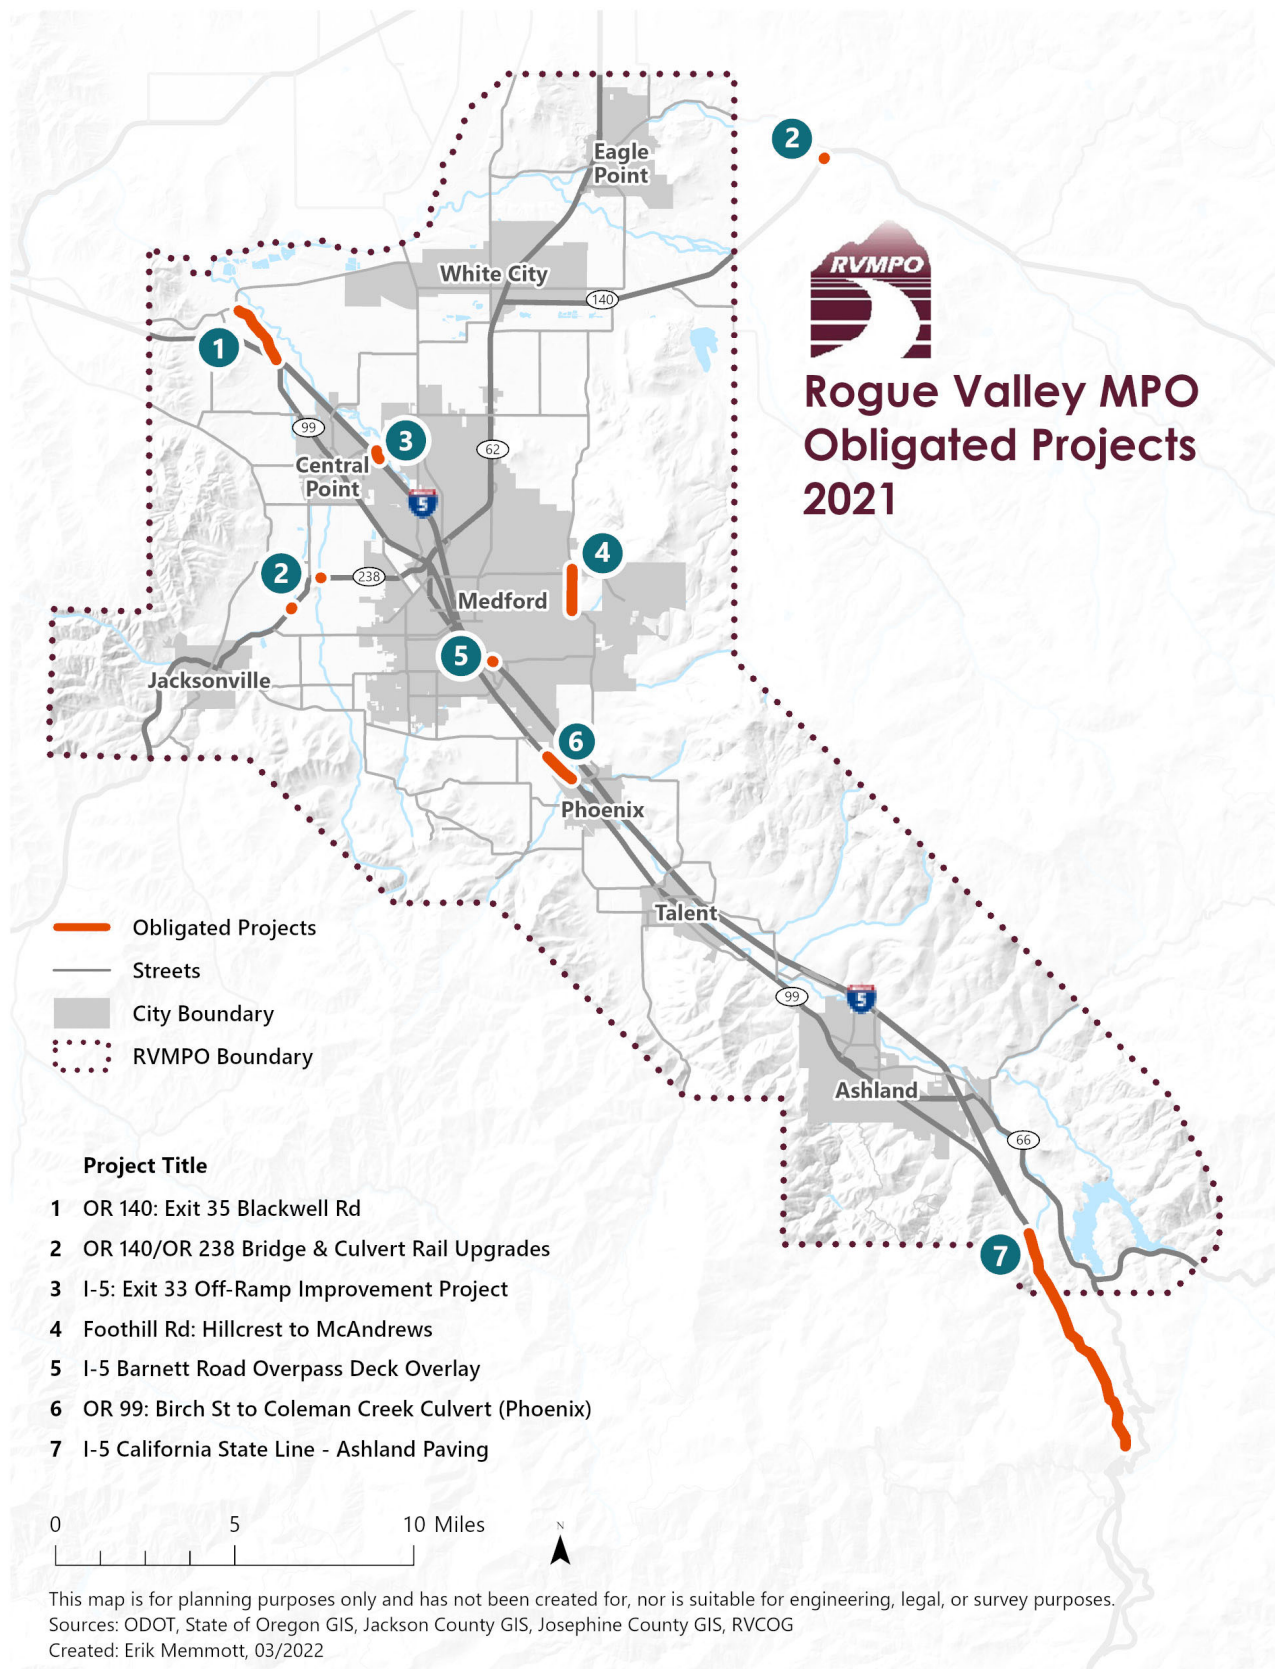 Eagle
Point
2
RVMPO
White City
140
1
Rogue Valley MPO
Obligated Projects
2021
99
3
62
Central
Point
5
4
2
238
Medford
5
Jacksonville
6
Phoenix
Talent
99
5
Ashland
66
7
Obligated Projects
Streets
City Boundary
RVMPO Boundary
Project Title
1 OR 140: Exit 35 Blackwell Rd
2 OR 140/OR 238 Bridge & Culvert Rail Upgrades
3 I-5: Exit 33 Off-Ramp Improvement Project
4 Foothill Rd: Hillcrest to McAndrews
5 I-5 Barnett Road Overpass Deck Overlay
6 OR 99: Birch St to Coleman Creek Culvert (Phoenix)
7 I-5 California State Line - Ashland Paving
0 5 10 Miles
N
This map is for planning purposes only and has not been created for, nor is suitable for engineering, legal, or survey purposes.
Sources: ODOT, State of Oregon GIS, Jackson County GIS, Josephine County GIS, RVCOG
Created: Erik Memmott, 03/2022